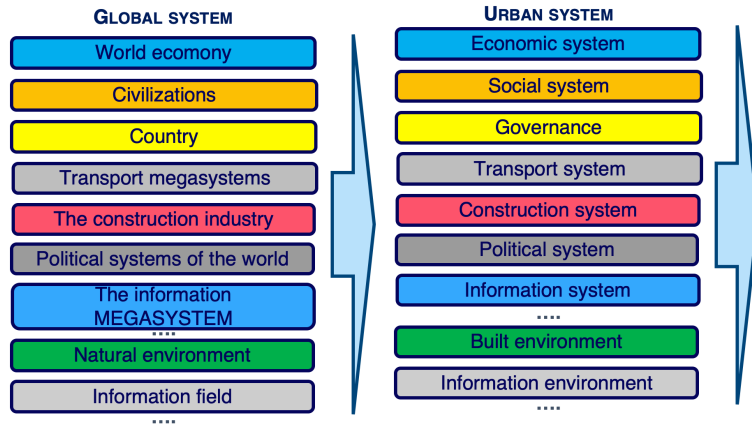 GLOBAL SYSTEM
World ecomony
Civilizations
Country
Transport megasystems
The construction industry
Political systems of the world
The information
MEGASYSTEM
....
Natural environment
Information field
....
URBAN SYSTEM
Economic system
Social system
Governance
Transport system
Construction system
Political system
Information system
....
Built environment
Information environment
....